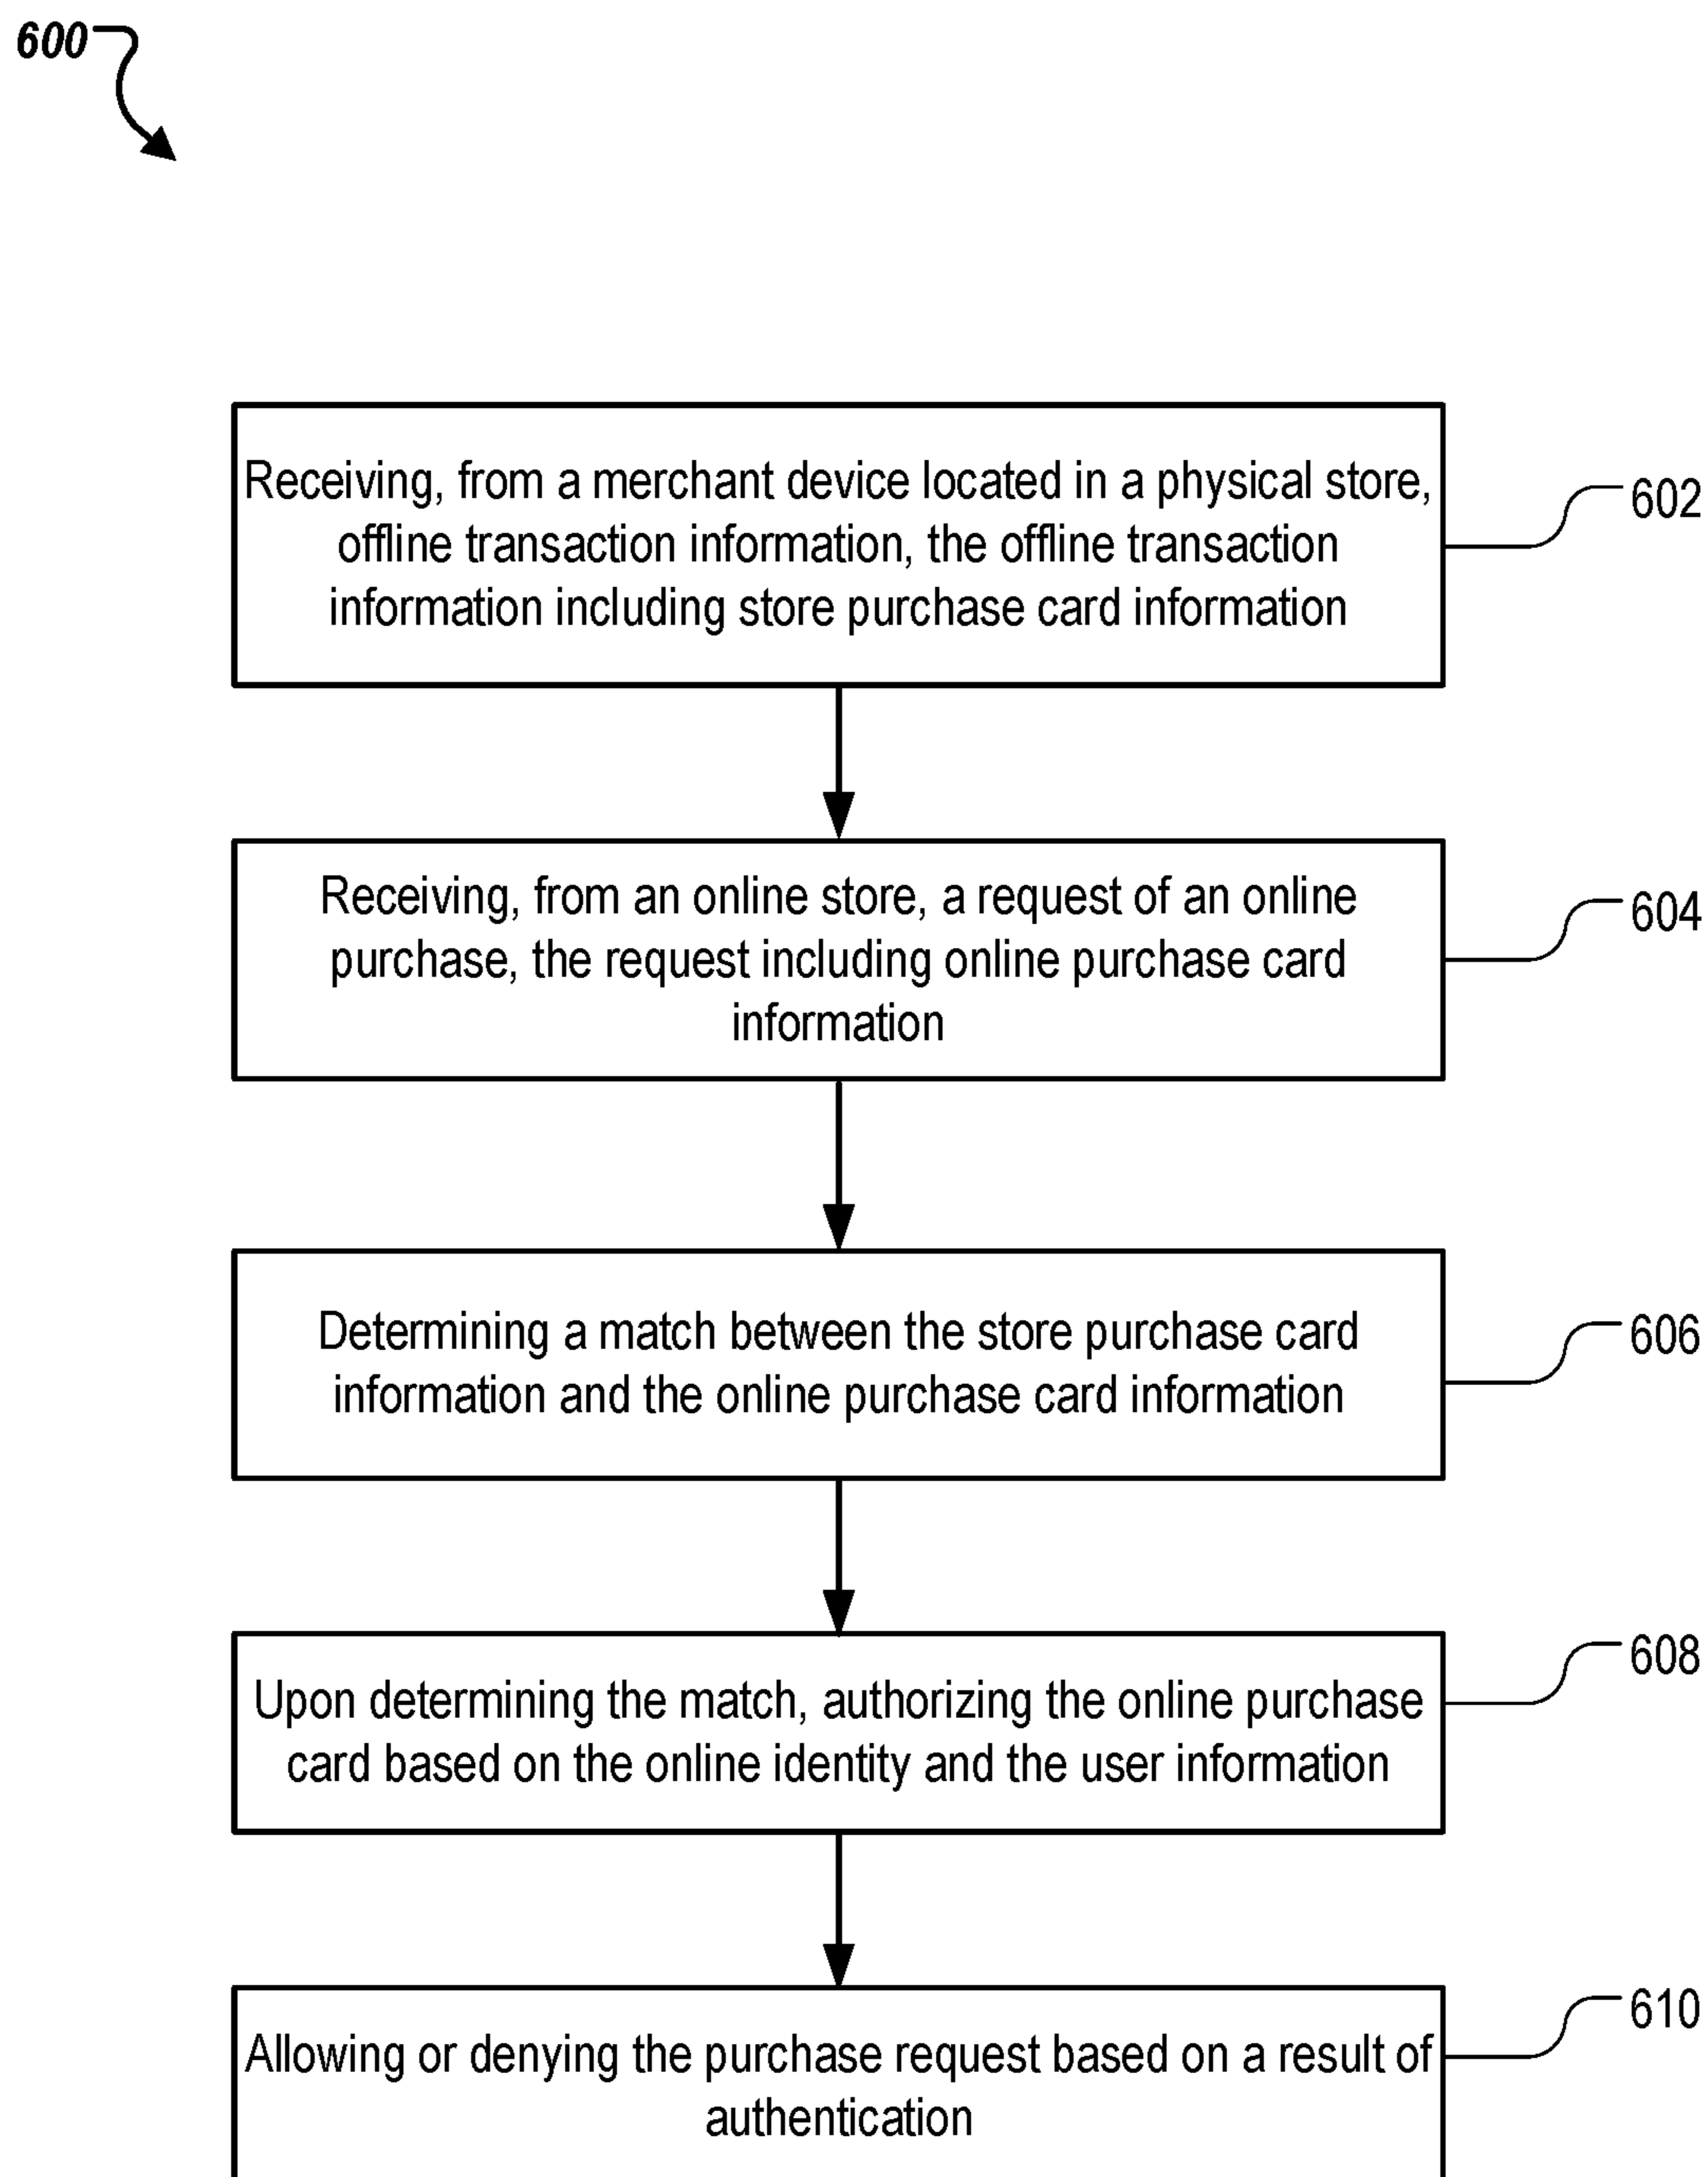 600
Receiving, from a merchant device located in a physical store,
offline transaction information, the offline transaction
information including store purchase card information
602
Receiving, from an online store, a request of an online
purchase, the request including online purchase card
information
604
Determining a match between the store purchase card
information and the online purchase card information
606
Upon determining the match, authorizing the online purchase
card based on the online identity and the user information
608
Allowing or denying the purchase request based on a result of
authentication
610